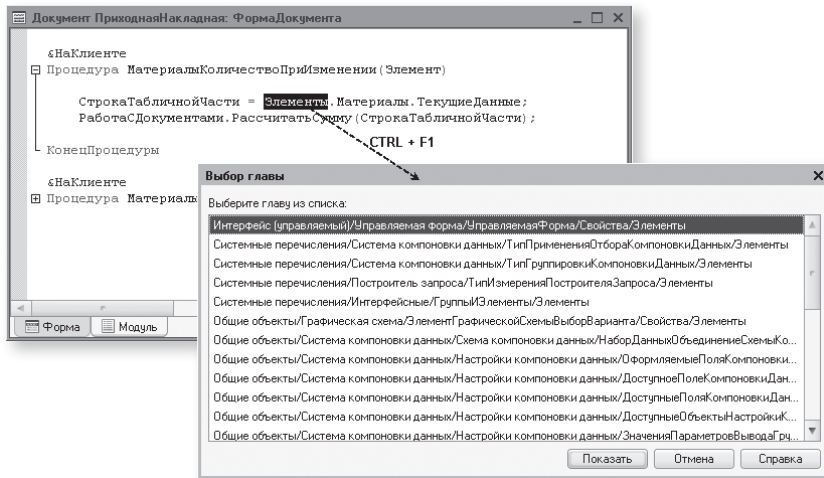 Документ ПриходнаяНакладная: ФормаДокумента
&НаКлиенте
Процедура МатериалыКоличествоПриИзменении(Элемент)
СтрокаТабличнойЧасти = Элементы.Материалы.ТекущиеДанные;
РаботаСДокументами.РассчитатьСумму(СтрокаТабличнойЧасти);
CTRL + F1
КонецПроцедуры
&НаКлиенте
Процедура Материалы
Форма Модуль
Выбор главы
Выберите главу из списка:
Интерфейс (управляемый)/Управляемая форма/УправляемаяФорма/Свойства/Элементы
Системные перечисления/Система компоновки данных/ТипПримененияОтбораКомпоновкиДанных/Элементы
Системные перечисления/Система компоновки данных/ТипГруппировкиКомпоновкиДанных/Элементы
Системные перечисления/Построитель запроса/ТипИзмеренияПостроителяЗапроса/Элементы
Системные перечисления/Интерфейсные/ГруппыИЭлементы/Элементы
Общие объекты/Графическая схема/ЭлементГрафическойСхемыВыборВарианта/Свойства/Элементы
Общие объекты/Система компоновки данных/Схема компоновки данных/НаборДанныхОбъединениеСхемыКо...
Общие объекты/Система компоновки данных/Настройки компоновки данных/ОформляемыеПоляКомпоновки...
Общие объекты/Система компоновки данных/Настройки компоновки данных/ДоступноеПолеКомпоновкиДан...
Общие объекты/Система компоновки данных/Настройки компоновки данных/ДоступныеПоляКомпоновкиДан...
Общие объекты/Система компоновки данных/Настройки компоновки данных/ДоступныеОбъектыНастройкиК...
Общие объекты/Система компоновки данных/Настройки компоновки данных/ЗначенияПараметровВыводаГру...
Показать Отмена Справка